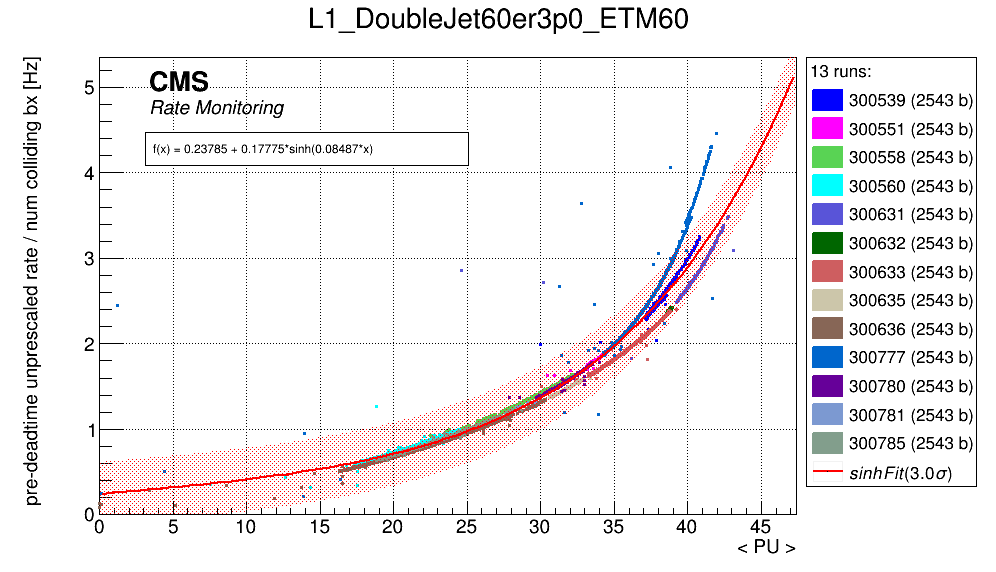 L1_DoubleJet60er3p0_ETM60
pre-deadtime unprescaled rate / num colliding bx [Hz]
CMS
Rate Monitoring
f(x) = 0.23785 + 0.17775*sinh(0.08487*x)
5
4
3
2
1
0
0 5 10 15 20 25 30 35 40 45
< PU >
13 runs:
300539 (2543 b)
300551 (2543 b)
300558 (2543 b)
300560 (2543 b)
300631 (2543 b)
300632 (2543 b)
300633 (2543 b)
300635 (2543 b)
300636 (2543 b)
300777 (2543 b)
300780 (2543 b)
300781 (2543 b)
300785 (2543 b)
sinhFit(3.0σ)